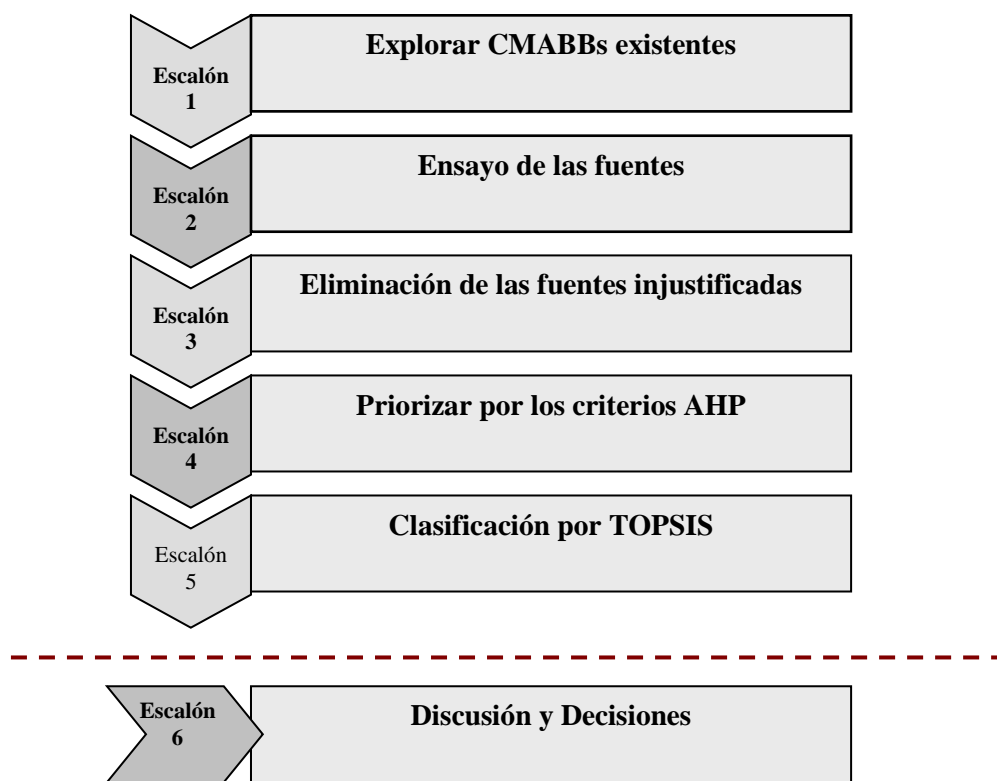 Explorar CMABBs existentes
Escalón
1
Ensayo de las fuentes
Escalón
2
Eliminación de las fuentes injustificadas
Escalón
3
Priorizar por los criterios AHP
Escalón
4
Clasificación por TOPSIS
Escalón
5
Discusión y Decisiones
Escalón
6